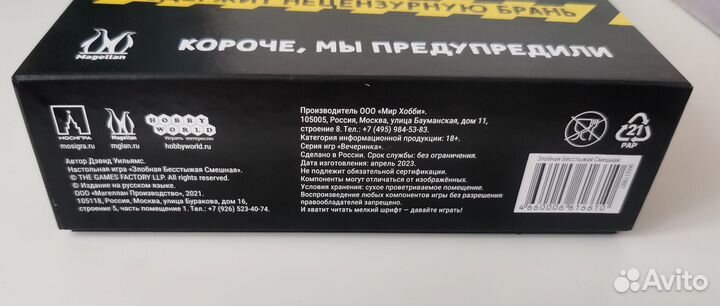 ДЕРЖИТ НЕЦЕНЗУРНУЮ БРАНЬ
КОРОЧЕ, МЫ ПРЕДУПРЕДИЛИ
Magellan
МОСИГРА
mosigra.ru
Magellan
mglan.ru
HOBBY WORLD
Играть интересно
hobbyworld.ru
Автор Дэвид Уильямс.
Настольная игра «Злобная Бесстыжая Смешная».
© THE GAMES FACTORY LLP. All rights reserved.
© Издание на русском языке.
ООО «Магеллан Производство», 2021.
105118, Россия, Москва, улица Буракова, дом 16,
строение 5, часть помещение 1. Тел.: +7 (926) 523-40-74.
Производитель ООО «Мир Хобби».
105005, Россия, Москва, улица Бауманская, дом 11,
строение 8. Тел.: +7 (495) 984-53-83.
Категория информационной продукции: 18+.
Серия игр «Вечеринка».
Сделано в России. Срок службы: без ограничения.
Дата изготовления: апрель 2023.
Не подлежит обязательной сертификации.
Компоненты могут отличаться от изображённых.
Условия хранения: сухое проветриваемое помещение.
Воспроизведение любых компонентов игры без разрешения
правообладателей запрещено.
И хватит читать мелкий шрифт – давайте играть!
21
PAP
Злобная Бесстыжая Смешная
4660006616610
Avito